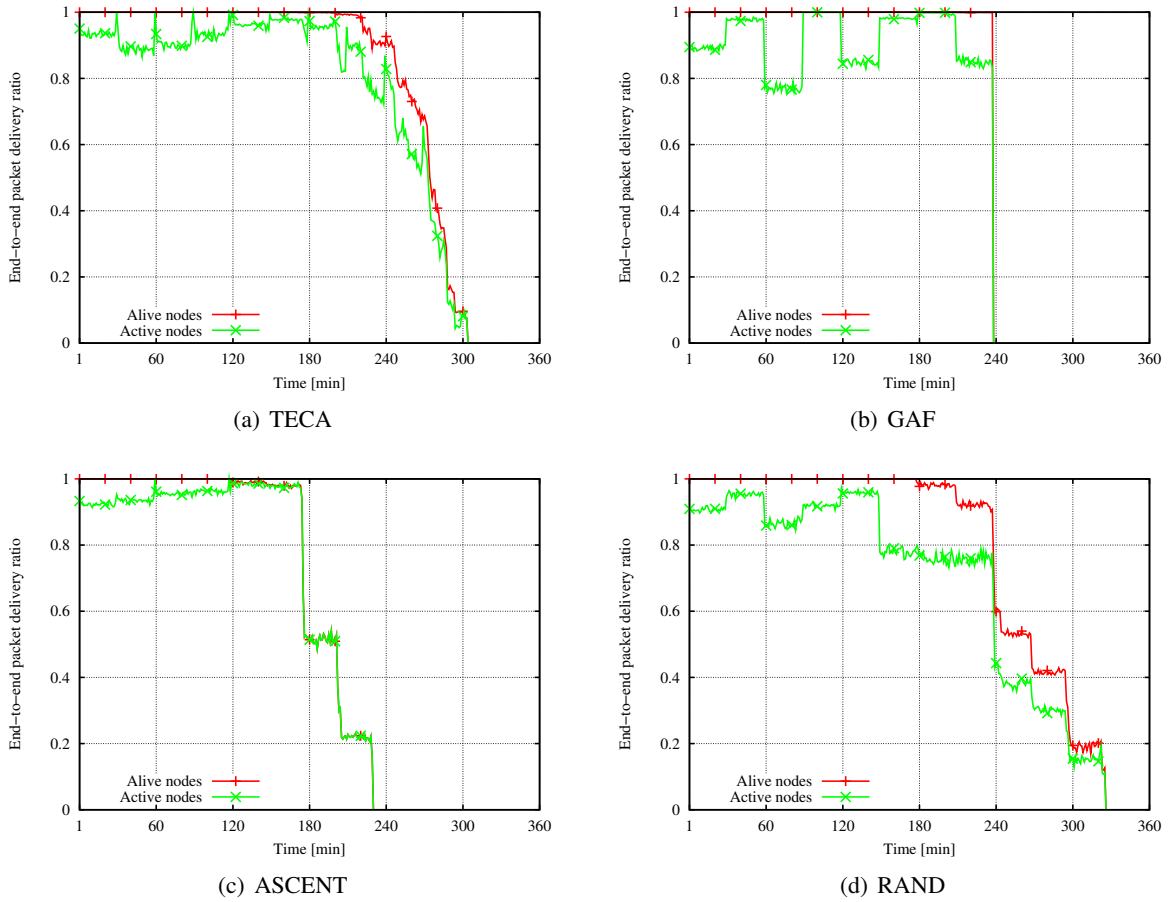 End−to−end packet delivery ratio
1
0.8
0.6
0.4
0.2
0
Alive nodes
Active nodes
1 60 120 180 240 300 360
Time [min]
(a) TECA
End−to−end packet delivery ratio
1
0.8
0.6
0.4
0.2
0
Alive nodes
Active nodes
1 60 120 180 240 300 360
Time [min]
(b) GAF
End−to−end packet delivery ratio
1
0.8
0.6
0.4
0.2
0
Alive nodes
Active nodes
1 60 120 180 240 300 360
Time [min]
(c) ASCENT
End−to−end packet delivery ratio
1
0.8
0.6
0.4
0.2
0
Alive nodes
Active nodes
1 60 120 180 240 300 360
Time [min]
(d) RAND